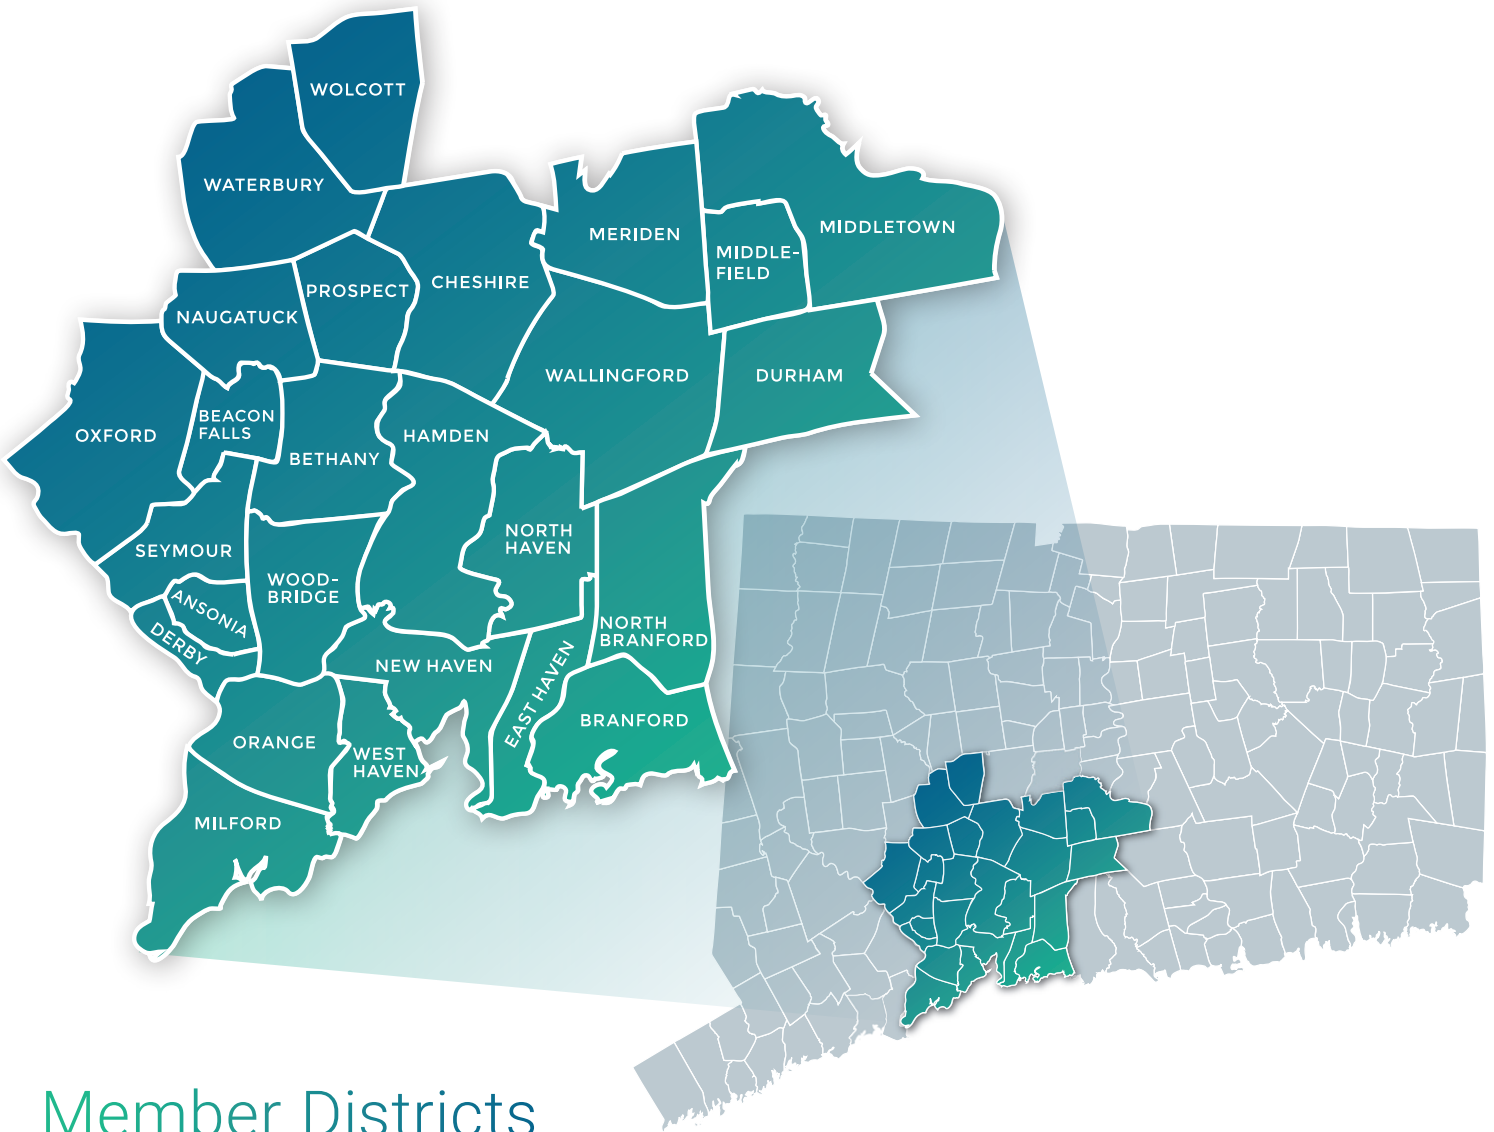 WOLCOTT
WATERBURY
MERIDEN
MIDDLETOWN
MIDDLE-
FIELD
CHESHIRE
PROSPECT
NAUGATUCK
WALLINGFORD
DURHAM
OXFORD
BEACON
FALLS
HAMDEN
BETHANY
NORTH
HAVEN
SEYMOUR
WOOD-
BRIDGE
ANSONIA
DERBY
NORTH
BRANFORD
NEW HAVEN
EAST HAVEN
BRANFORD
ORANGE
WEST
HAVEN
MILFORD
Member Districts